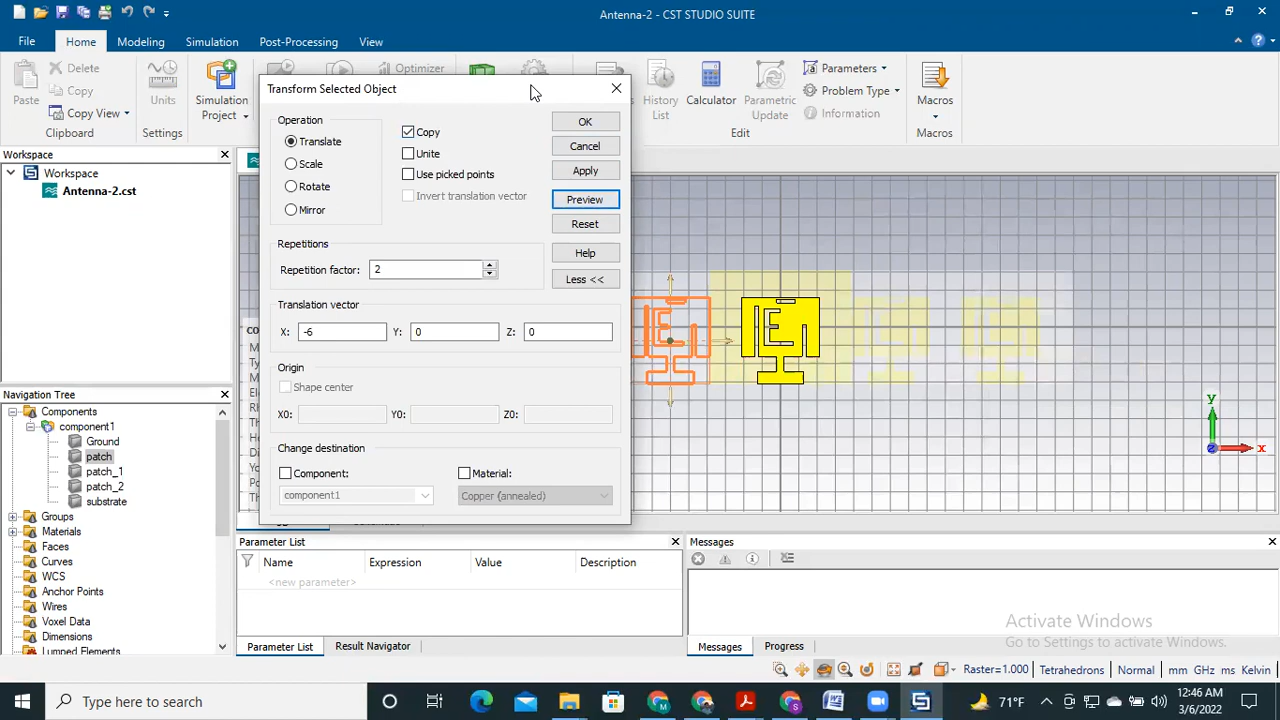 Antenna-2 - CST STUDIO SUITE
File
Home
Modeling
Simulation
Post-Processing
View
Paste
Delete
Copy View
Clipboard
Units
Settings
Simulation
Project
Optimizer
History
List
Calculator
Parametric
Update
Parameters
Problem Type
Information
Edit
Macros
Macros
Workspace
Workspace
Antenna-2.cst
Transform Selected Object
Operation
Translate
Scale
Rotate
Mirror
Copy
Unite
Use picked points
Invert translation vector
OK
Cancel
Apply
Preview
Reset
Help
Less <<
Repetitions
Repetition factor: 2
Translation vector
X: -6 Y: 0 Z: 0
Origin
Shape center
X0: Y0: Z0:
Change destination
Component:
Material:
component1
Copper (annealed)
E
E
y
z
x
Navigation Tree
Components
component1
Ground
patch
patch_1
patch_2
substrate
Groups
Materials
Faces
Curves
WCS
Anchor Points
Wires
Voxel Data
Dimensions
Lumped Elements
Parameter List
Name Expression Value Description
<new parameter>
Parameter List Result Navigator
Messages
Messages Progress
Activate Windows
Go to Settings to activate Windows.
Raster=1.000 Tetrahedrons Normal mm GHz ns Kelvin
Type here to search
71°F
12:46 AM
3/6/2022